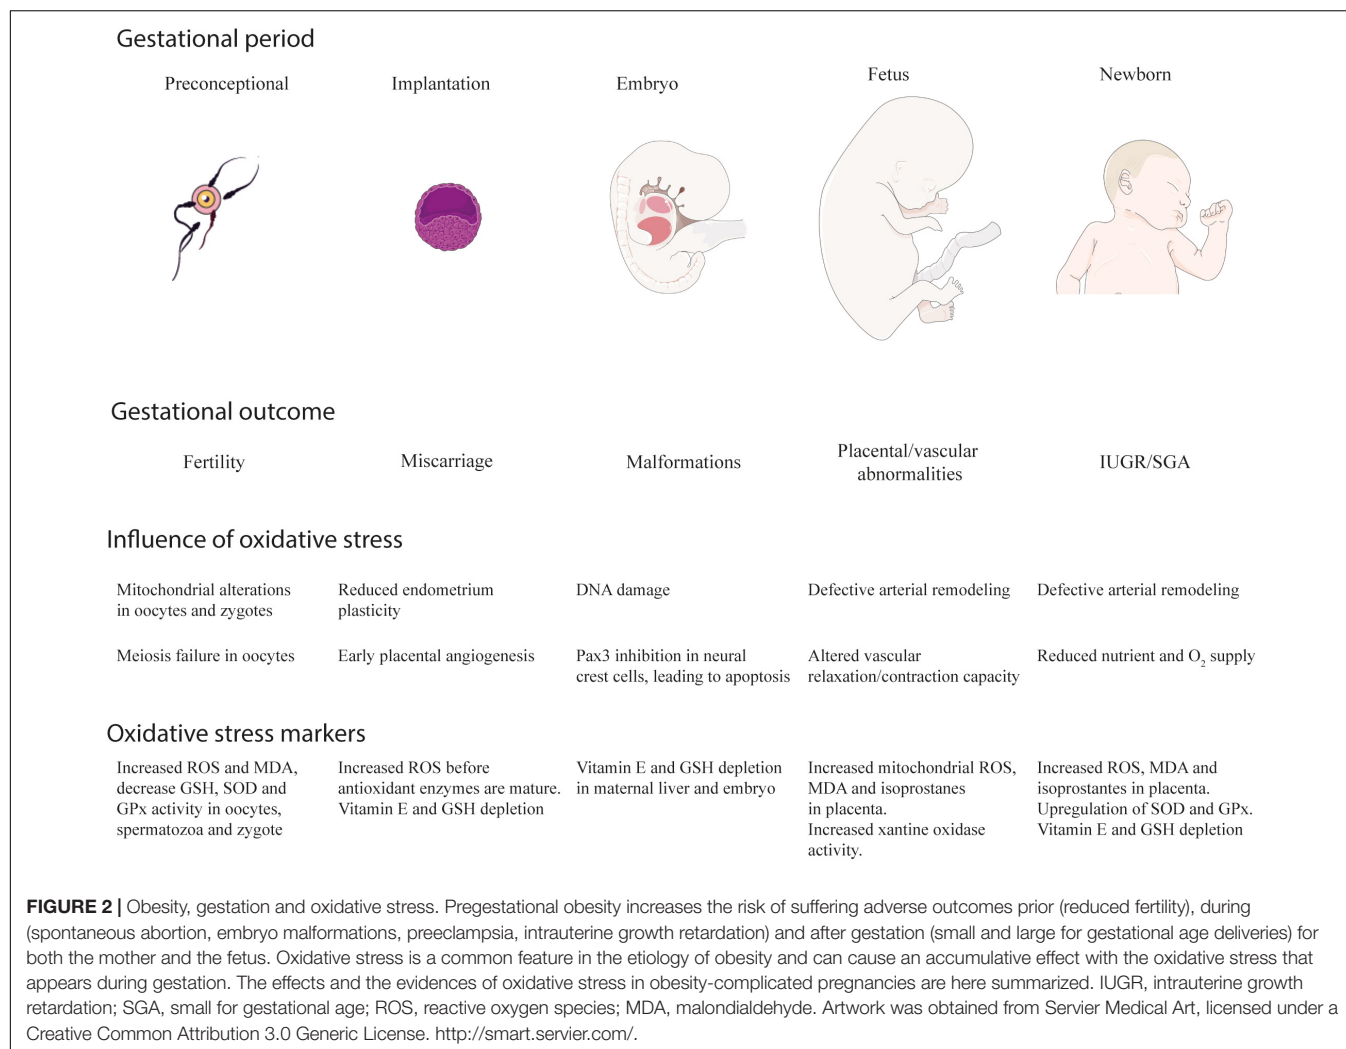 Gestational period
Preconceptional
Implantation
Embryo
Fetus
Newborn
Gestational outcome
Fertility
Miscarriage
Malformations
Placental/vascular
abnormalities
IUGR/SGA
Influence of oxidative stress
Mitochondrial alterations
in oocytes and zygotes
Reduced endometrium
plasticity
DNA damage
Defective arterial remodeling
Defective arterial remodeling
Meiosis failure in oocytes
Early placental angiogenesis
Pax3 inhibition in neural
crest cells, leading to apoptosis
Altered vascular
relaxation/contraction capacity
Reduced nutrient and O₂ supply
Oxidative stress markers
Increased ROS and MDA,
decrease GSH, SOD and
GPx activity in oocytes,
spermatozoa and zygote
Increased ROS before
antioxidant enzymes are mature.
Vitamin E and GSH depletion
Vitamin E and GSH depletion
in maternal liver and embryo
Increased mitochondrial ROS,
MDA and isoprostanes
in placenta.
Increased xantine oxidase
activity.
Increased ROS, MDA and
isoprostantes in placenta.
Upregulation of SOD and GPx.
Vitamin E and GSH depletion
FIGURE 2 | Obesity, gestation and oxidative stress. Pregestational obesity increases the risk of suffering adverse outcomes prior (reduced fertility), during
(spontaneous abortion, embryo malformations, preeclampsia, intrauterine growth retardation) and after gestation (small and large for gestational age deliveries) for
both the mother and the fetus. Oxidative stress is a common feature in the etiology of obesity and can cause an accumulative effect with the oxidative stress that
appears during gestation. The effects and the evidences of oxidative stress in obesity-complicated pregnancies are here summarized. IUGR, intrauterine growth
retardation; SGA, small for gestational age; ROS, reactive oxygen species; MDA, malondialdehyde. Artwork was obtained from Servier Medical Art, licensed under a
Creative Common Attribution 3.0 Generic License. http://smart.servier.com/.